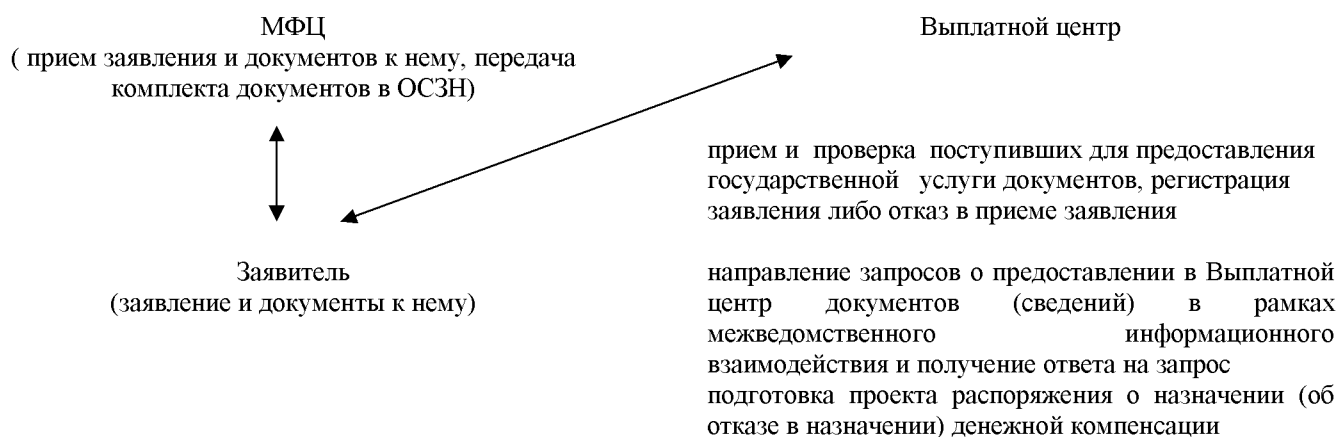 МФЦ
( прием заявления и документов к нему, передача
комплекта документов в ОСЗН)
Заявитель
(заявление и документы к нему)
Выплатной центр
прием и проверка поступивших для предоставления
государственной услуги документов, регистрация
заявления либо отказ в приеме заявления
направление запросов о предоставлении в Выплатной
центр документов (сведений) в рамках
межведомственного информационного
взаимодействия и получение ответа на запрос
подготовка проекта распоряжения о назначении (об
отказе в назначении) денежной компенсации